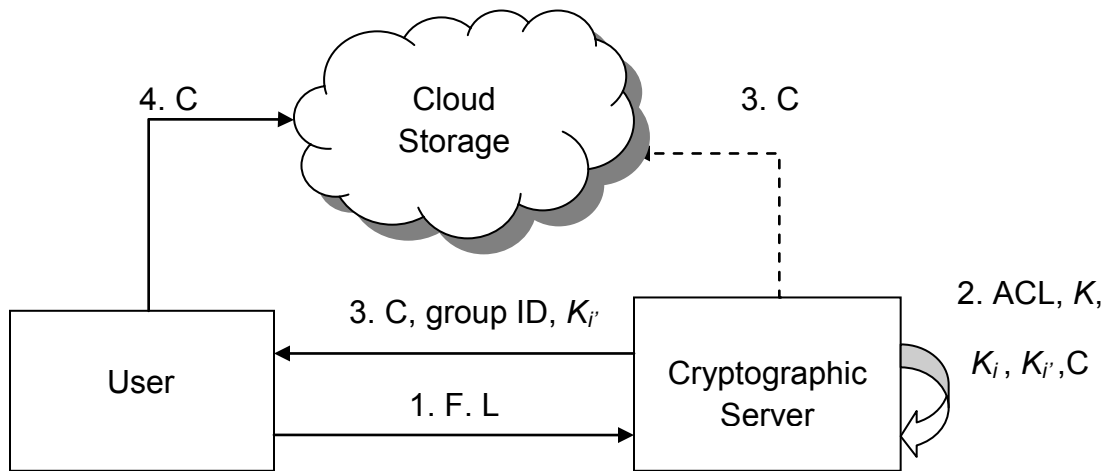 4. C
Cloud
Storage
3. C
3. C, group ID, Kᵢ′
2. ACL, K,
Kᵢ , Kᵢ′ ,C
User
1. F. L
Cryptographic
Server